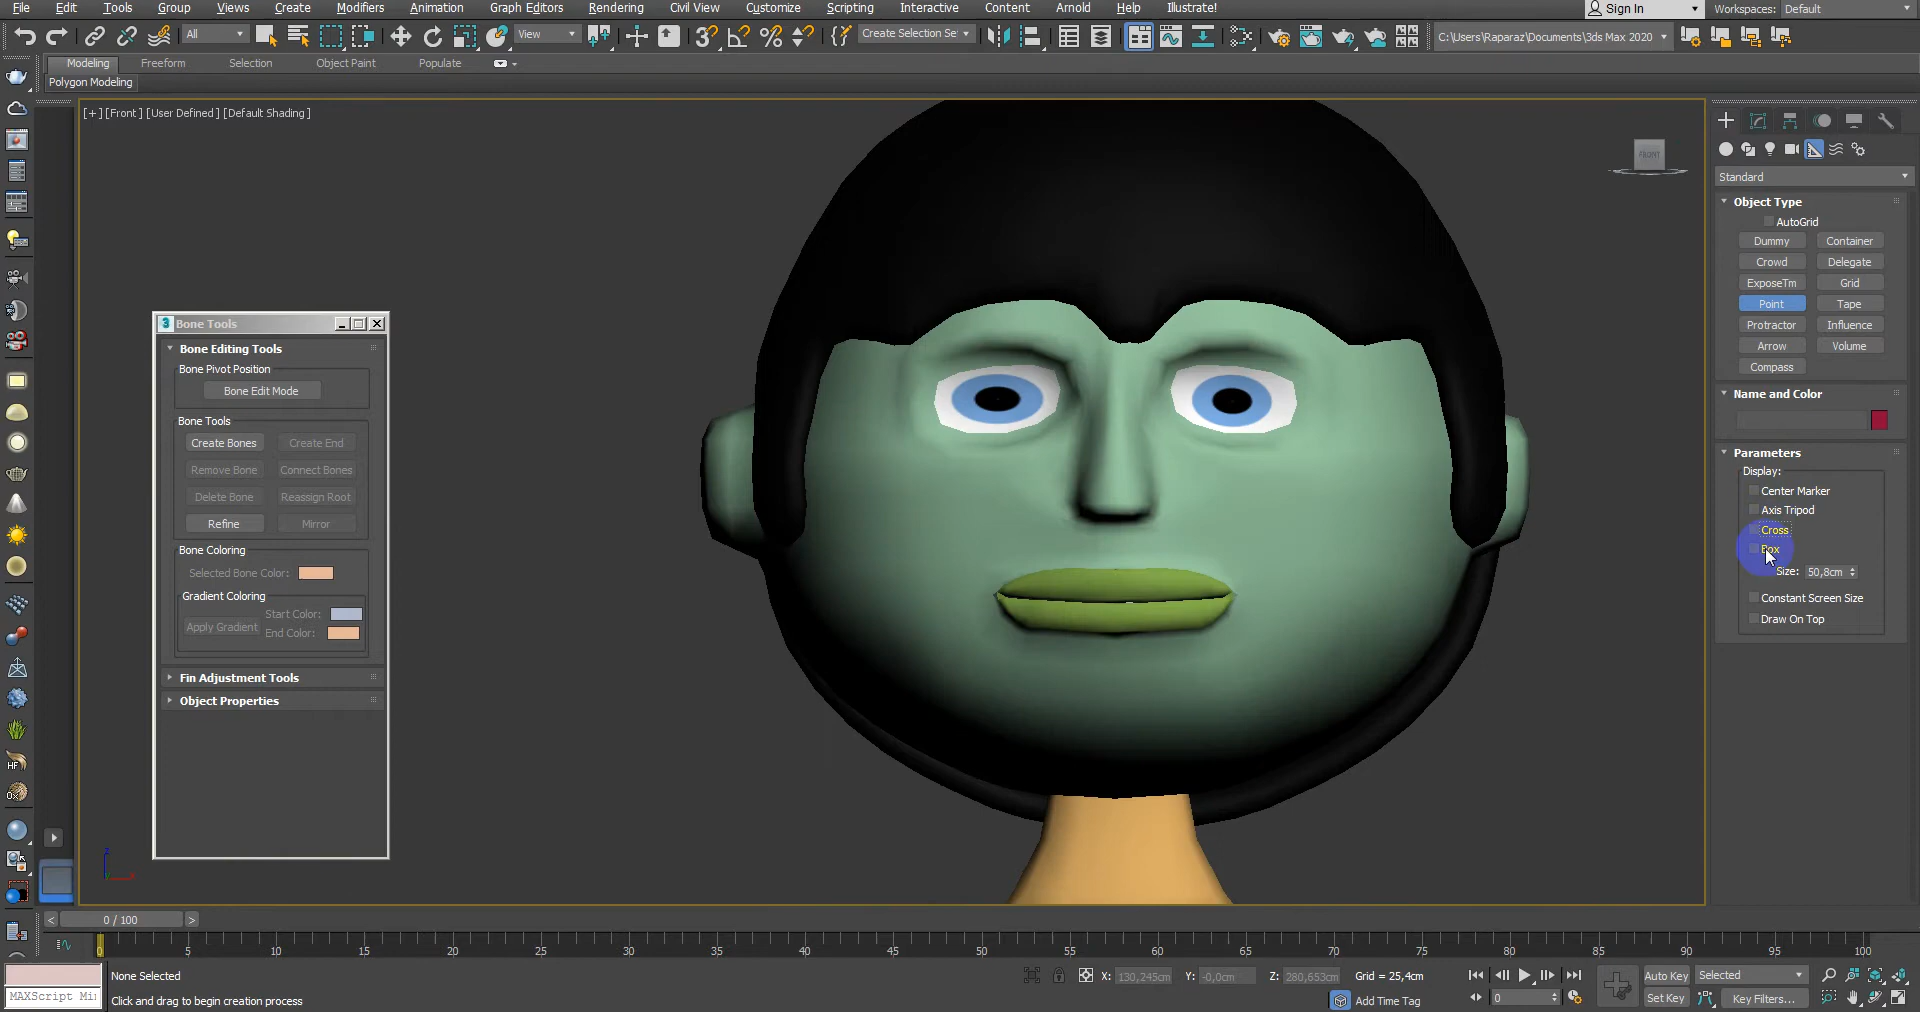 File Edit Tools Group Views Create Modifiers Animation Graph Editors Rendering Civil View Customize Scripting Interactive Content Arnold Help Illustrate! Sign In Workspaces: Default
All View Create Selection Se C:\Users\Raparaz\Documents\3ds Max 2020
Modeling Freeform Selection Object Paint Populate
Polygon Modeling
[+] [Front] [User Defined] [Default Shading]
FRONT
Standard
Object Type
AutoGrid
Dummy Container
Crowd Delegate
ExposeTm Grid
Point Tape
Protractor Influence
Arrow Volume
Compass
Name and Color
Parameters
Display:
Center Marker
Axis Tripod
Cross
Box
Size: 50,8cm
Constant Screen Size
Draw On Top
3 Bone Tools
Bone Editing Tools
Bone Pivot Position
Bone Edit Mode
Bone Tools
Create Bones Create End
Remove Bone Connect Bones
Delete Bone Reassign Root
Refine Mirror
Bone Coloring
Selected Bone Color:
Gradient Coloring
Start Color:
Apply Gradient End Color:
Fin Adjustment Tools
Object Properties
HF
z x
< 0 / 100 >
0 5 10 15 20 25 30 35 40 45 50 55 60 65 70 75 80 85 90 95 100
None Selected X: 130,245cm Y: -0,0cm Z: 280,653cm Grid = 25,4cm Auto Key Selected
MAXScript Mi Click and drag to begin creation process Add Time Tag 0 Set Key Key Filters...